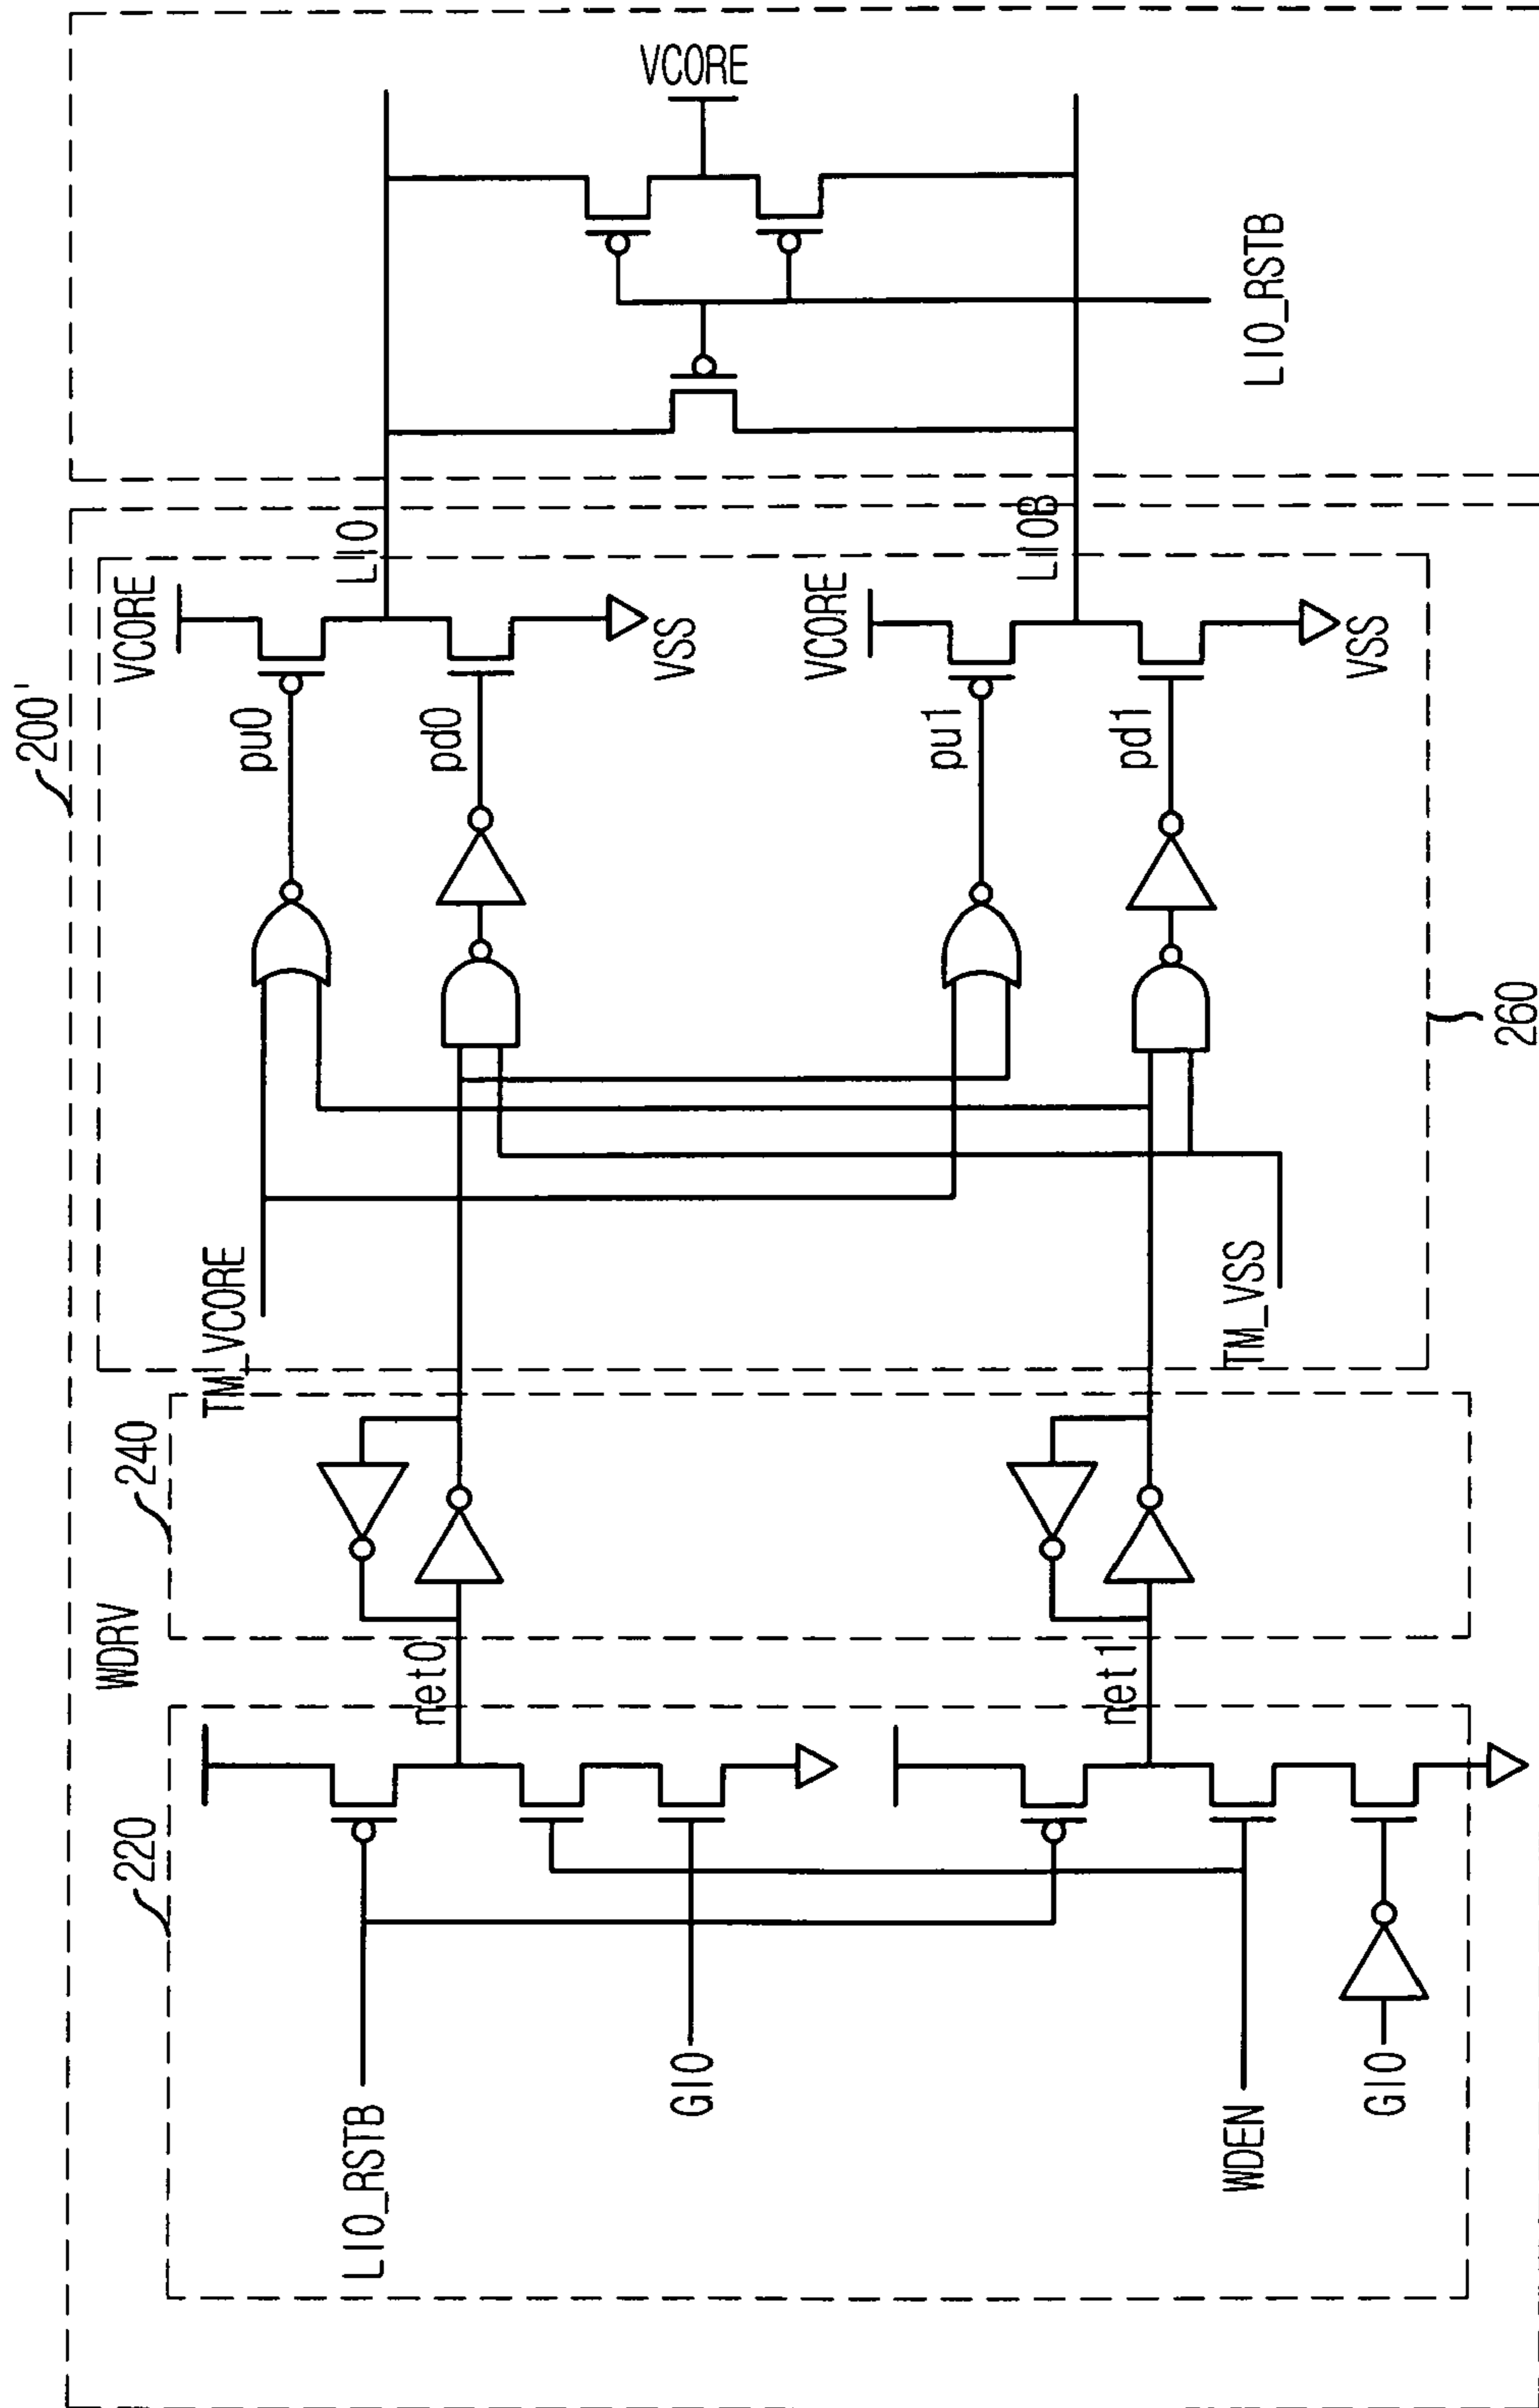 200'
WDRV
220
LIO_RSTB
GIO
WDEN
GIO
net0
net1
240
TM_VCORE
TM_VSS
260
pu0
pd0
pu1
pd1
VCORE
VSS
VCORE
VSS
LIO
LIOB
VCORE
LIO_RSTB